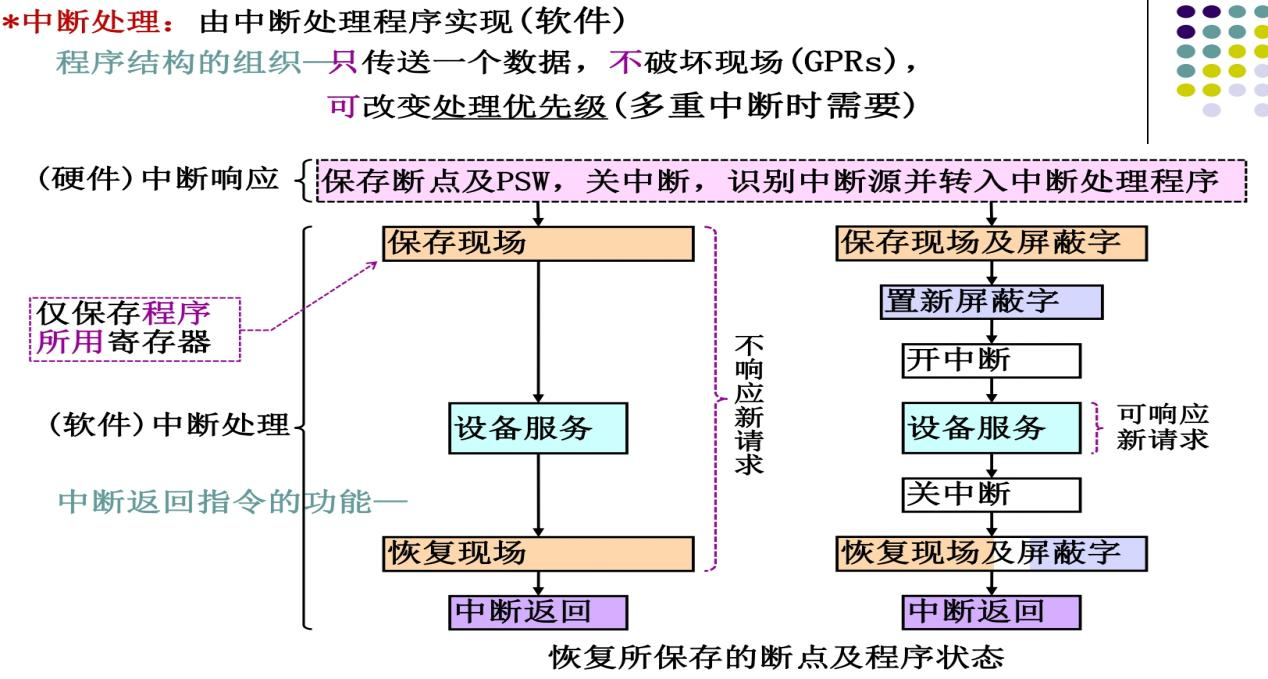 *中断处理：由中断处理程序实现(软件)
程序结构的组织—只传送一个数据，不破坏现场(GPRs)，
可改变处理优先级(多重中断时需要)
(硬件)中断响应
保存断点及PSW，关中断，识别中断源并转入中断处理程序
保存现场
保存现场及屏蔽字
仅保存程序
所用寄存器
置新屏蔽字
不响应新请求
开中断
(软件)中断处理
设备服务
设备服务
可响应
新请求
中断返回指令的功能—
关中断
恢复现场
恢复现场及屏蔽字
中断返回
中断返回
恢复所保存的断点及程序状态